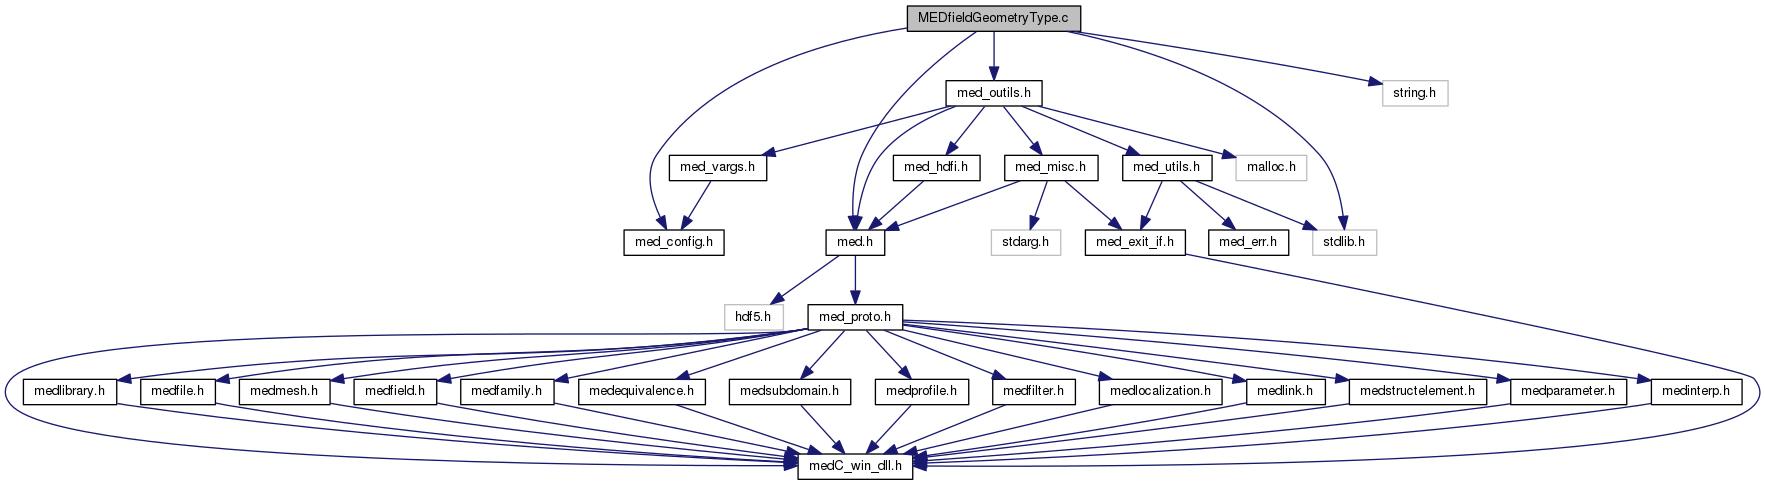 MEDfieldGeometryType.c
med_outils.h
string.h
med_vargs.h
med_hdfi.h
med_misc.h
med_utils.h
malloc.h
med_config.h
med.h
stdarg.h
med_exit_if.h
med_err.h
stdlib.h
hdf5.h
med_proto.h
medlibrary.h
medfile.h
medmesh.h
medfield.h
medfamily.h
medequivalence.h
medsubdomain.h
medprofile.h
medfilter.h
medlocalization.h
medlink.h
medstructelement.h
medparameter.h
medinterp.h
medC_win_dll.h